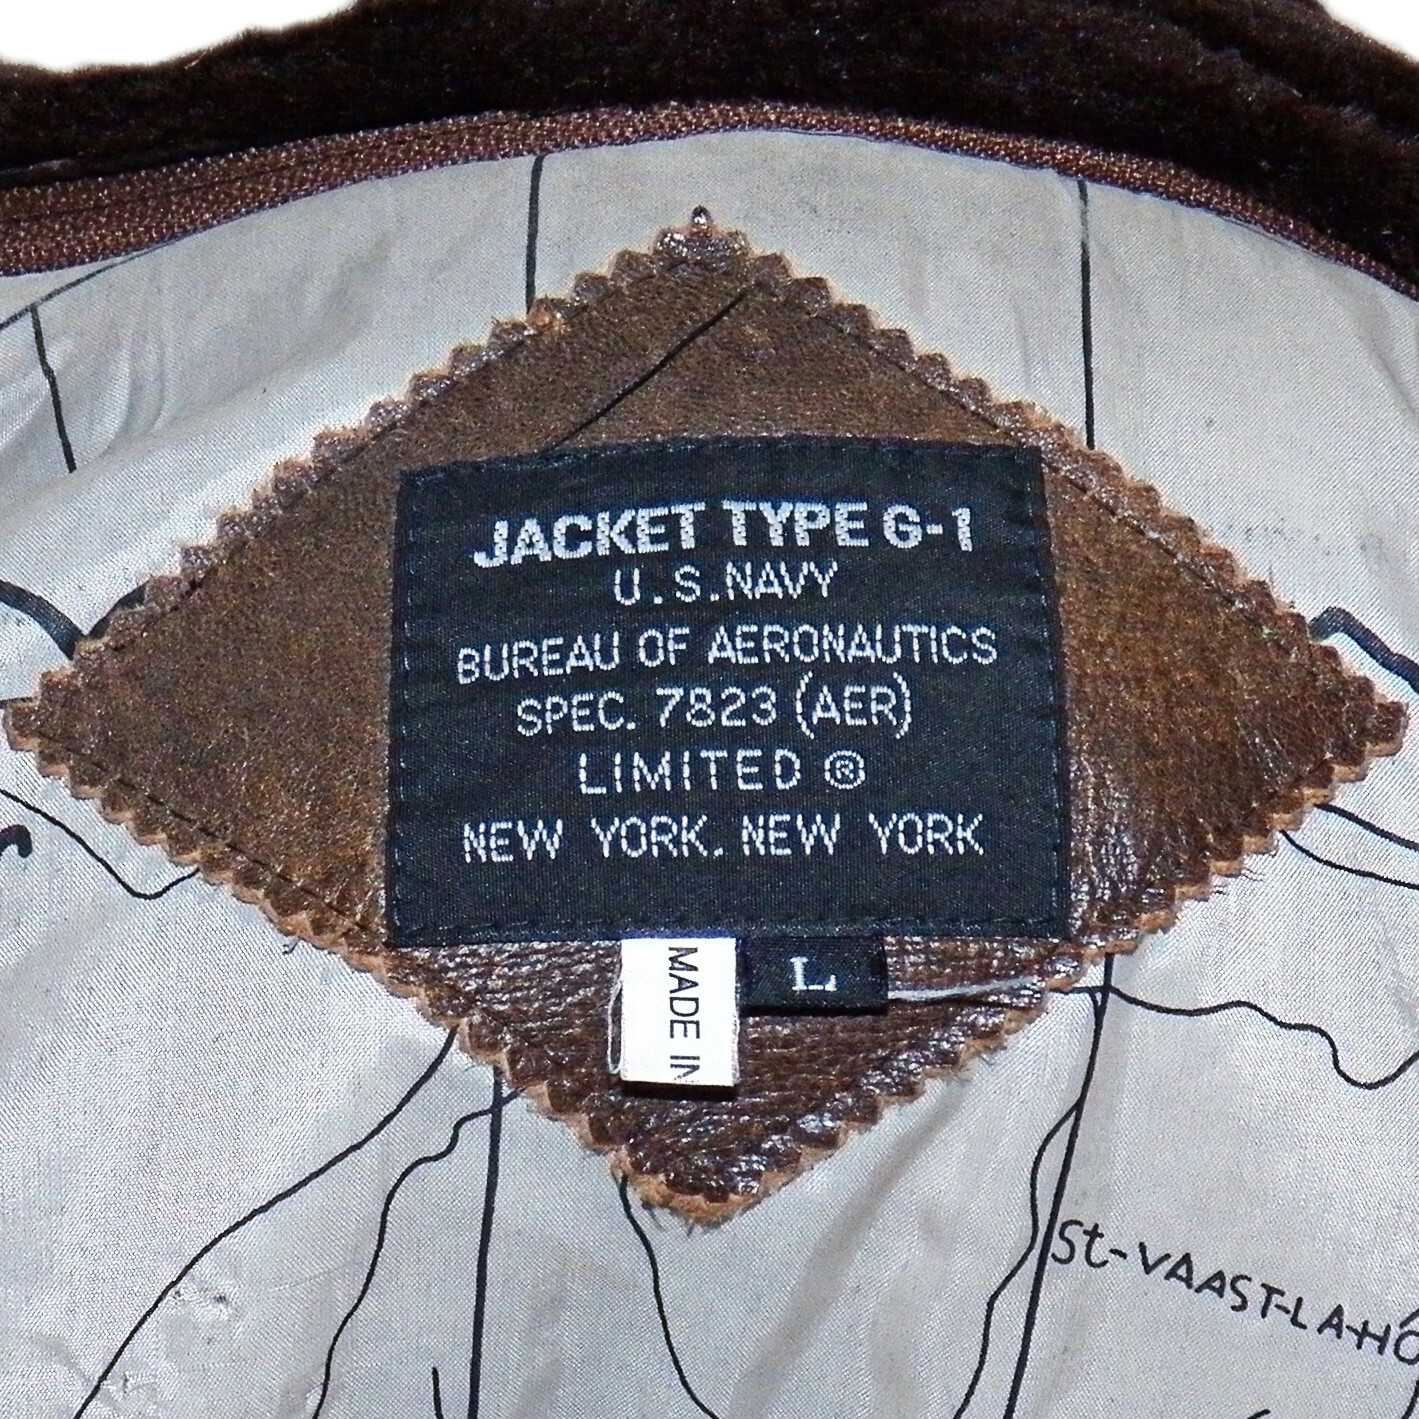 JACKET TYPE G-1
U.S.NAVY
BUREAU OF AERONAUTICS
SPEC. 7823 (AER)
LIMITED ®
NEW YORK. NEW YORK
MADE IN
L
St-VAAST-LA-HO